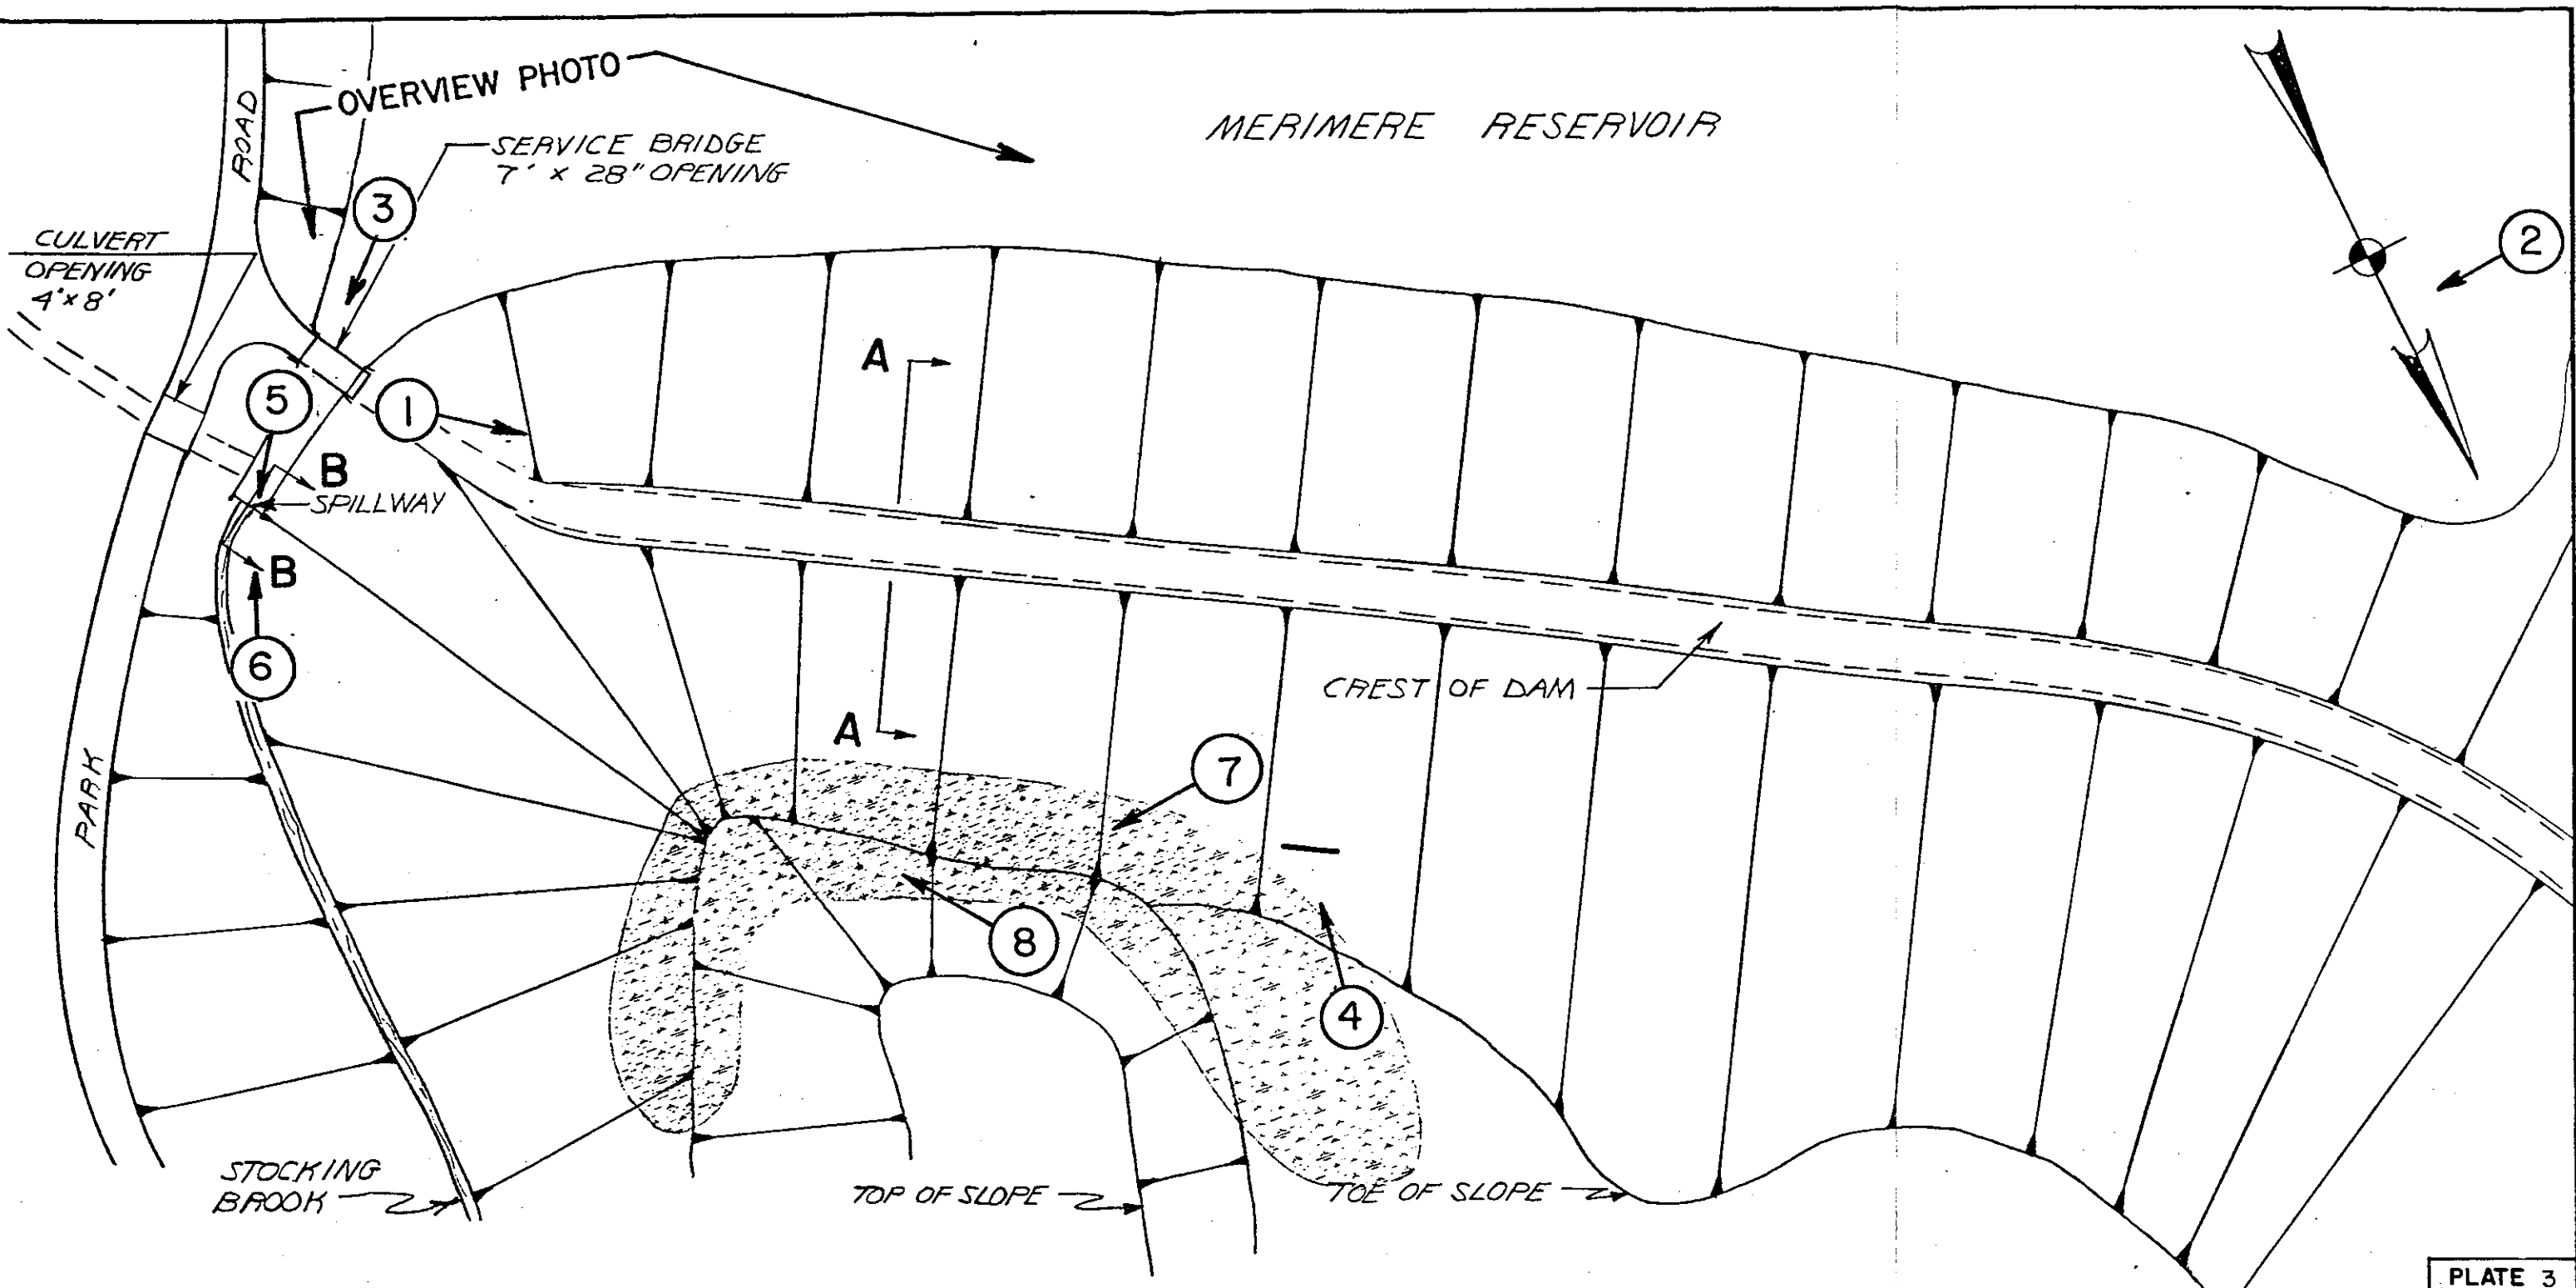 OVERVIEW PHOTO
MERIMERE RESERVOIR
ROAD
SERVICE BRIDGE
7' x 28" OPENING
3
2
CULVERT
OPENING
4'x 8'
A
5
1
B
SPILLWAY
B
6
CREST OF DAM
A
7
PARK
8
4
STOCKING
BROOK
TOP OF SLOPE
TOE OF SLOPE
PLATE 3